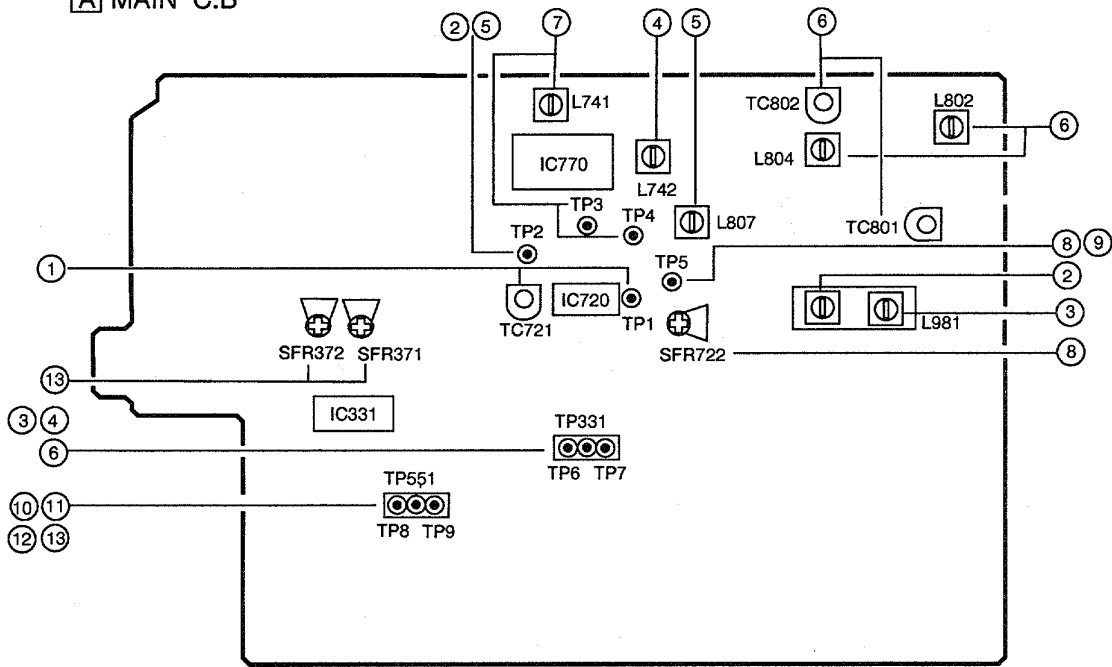 A MAIN C.B
2 5 7 4 5 6
L741
TC802
L802
6
IC770
L804
L742
TP3
TP4
L807
TC801
TP2
8 9
1
TP5
2
IC720
TC721
TP1
L981
3
SFR372 SFR371
SFR722
8
13
IC331
3 4
TP331
6
TP6 TP7
TP551
10 11
TP8 TP9
12 13